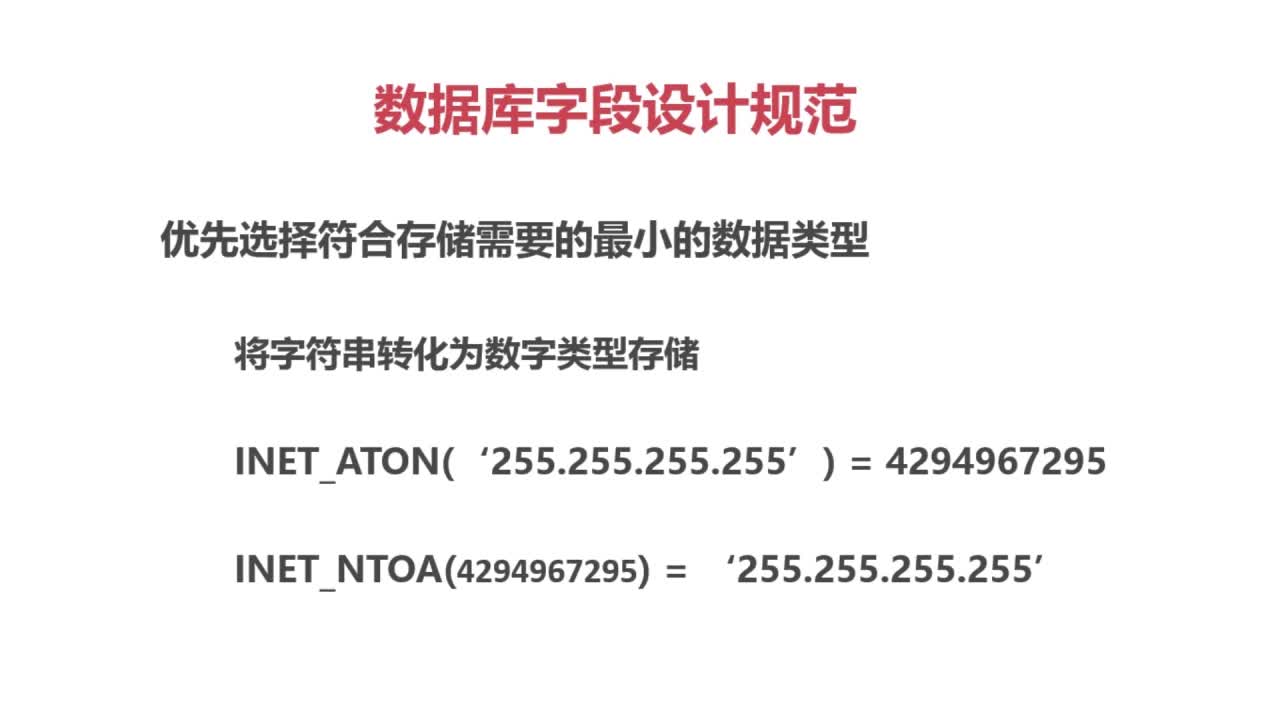 数据库字段设计规范
优先选择符合存储需要的最小的数据类型
将字符串转化为数字类型存储
INET_ATON(‘255.255.255.255’) = 4294967295
INET_NTOA(4294967295) = ‘255.255.255.255’